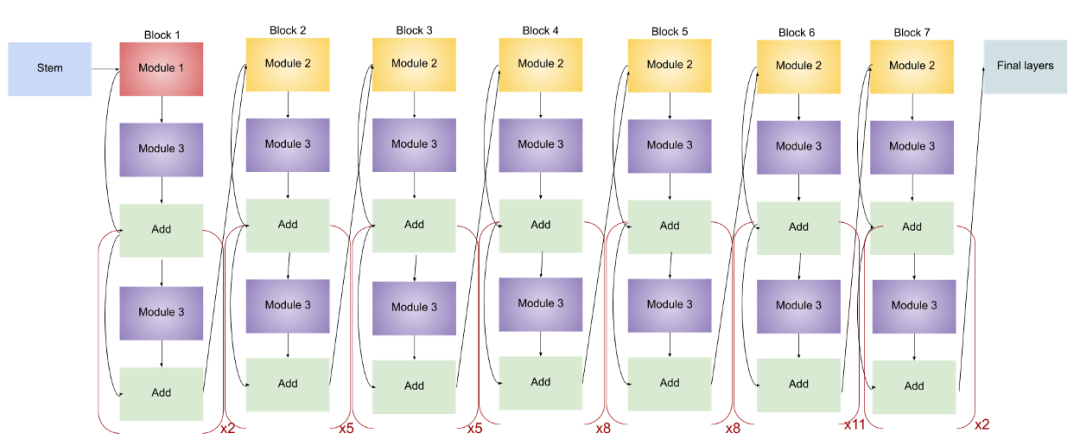 Block 1
Block 2
Block 3
Block 4
Block 5
Block 6
Block 7
Stem
Module 1
Module 2
Module 2
Module 2
Module 2
Module 2
Module 2
Final layers
Module 3
Module 3
Module 3
Module 3
Module 3
Module 3
Module 3
Add
Add
Add
Add
Add
Add
Add
Module 3
Module 3
Module 3
Module 3
Module 3
Module 3
Module 3
Add
Add
Add
Add
Add
Add
Add
x2
x5
x5
x8
x8
x11
x2